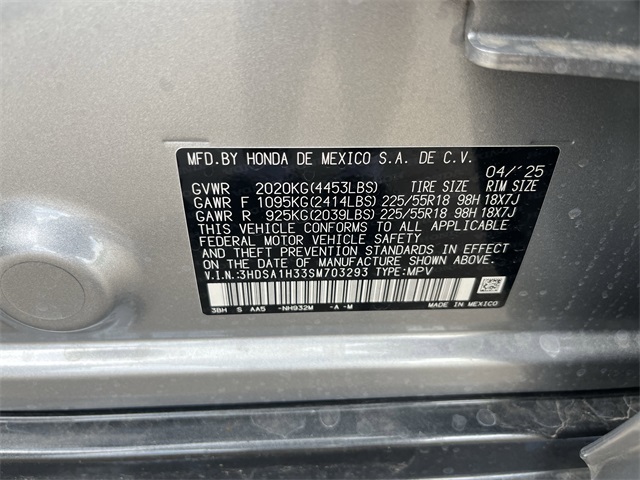 MFD.BY HONDA DE MEXICO S.A. DE C.V. 04/'25
GVWR 2020KG(4453LBS) TIRE SIZE RIM SIZE
GAWR F 1095KG(2414LBS) 225/55R18 98H 18X7J
GAWR R 925KG(2039LBS) 225/55R18 98H 18X7J
THIS VEHICLE CONFORMS TO ALL APPLICABLE
FEDERAL MOTOR VEHICLE SAFETY
AND THEFT PREVENTION STANDARDS IN EFFECT
ON THE DATE OF MANUFACTURE SHOWN ABOVE.
V.I.N.:3HDSA1H33SM703293 TYPE:MPV
3BH S AA5 -NH932M -A -M MADE IN MEXICO